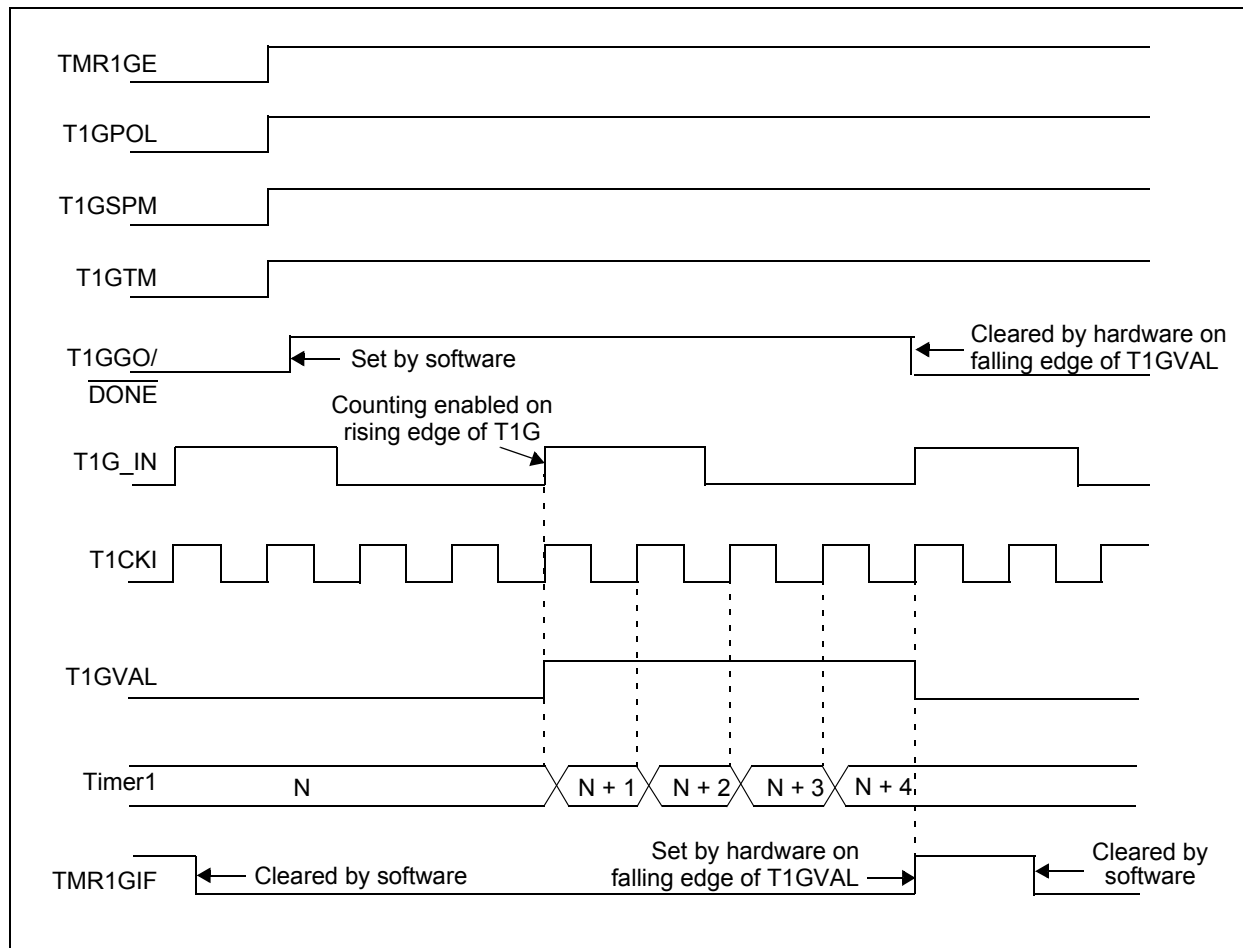 TMR1GE
T1GPOL
T1GSPM
T1GTM
T1GGO/
DONE
Set by software
Cleared by hardware on
falling edge of T1GVAL
Counting enabled on
rising edge of T1G
T1G_IN
T1CKI
T1GVAL
Timer1
N
N + 1
N + 2
N + 3
N + 4
TMR1GIF
Cleared by software
Set by hardware on
falling edge of T1GVAL
Cleared by
software